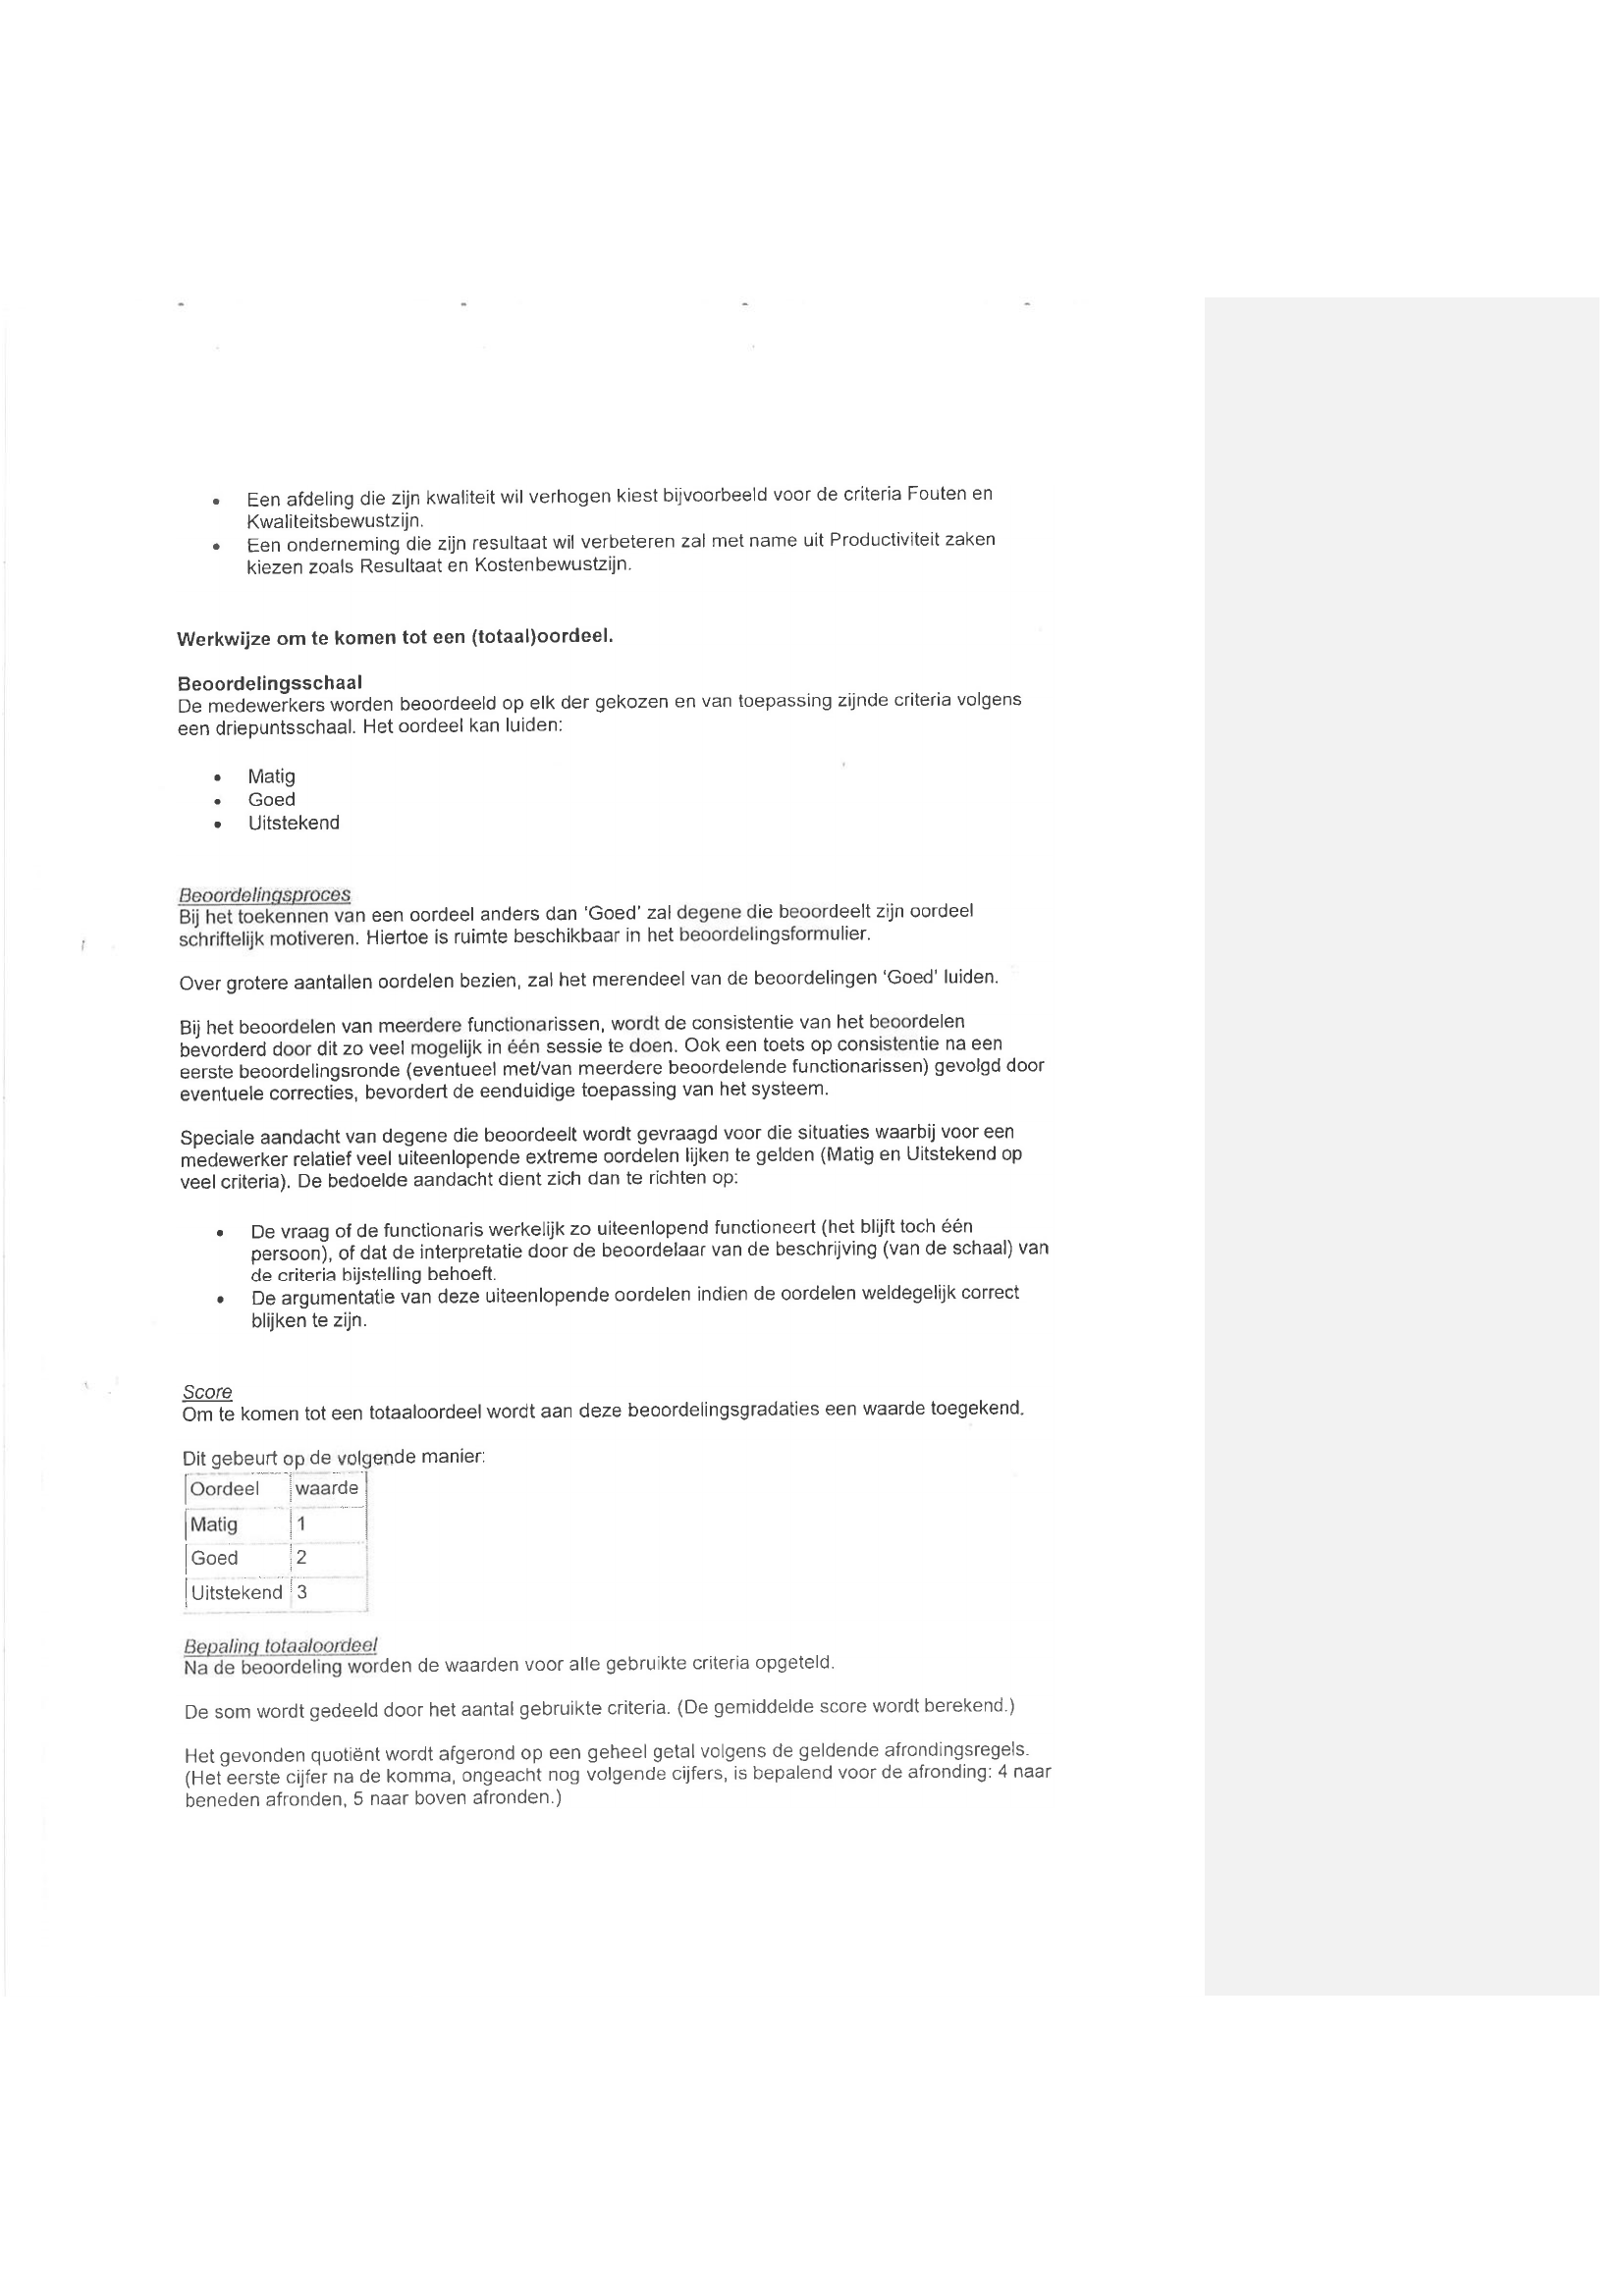 • Een afdeling die zijn kwaliteit wil verhogen kiest bijvoorbeeld voor de criteria Fouten en
Kwaliteitsbewustzijn.
• Een onderneming die zijn resultaat wil verbeteren zal met name uit Productiviteit zaken
kiezen zoals Resultaat en Kostenbewustzijn.
Werkwijze om te komen tot een (totaal)oordeel.
Beoordelingsschaal
De medewerkers worden beoordeeld op elk der gekozen en van toepassing zijnde criteria volgens
een driepuntsschaal. Het oordeel kan luiden:
• Matig
• Goed
• Uitstekend
Beoordelingsproces
Bij het toekennen van een oordeel anders dan 'Goed' zal degene die beoordeelt zijn oordeel
schriftelijk motiveren. Hiertoe is ruimte beschikbaar in het beoordelingsformulier.
Over grotere aantallen oordelen bezien, zal het merendeel van de beoordelingen 'Goed' luiden.
Bij het beoordelen van meerdere functionarissen, wordt de consistentie van het beoordelen
bevorderd door dit zo veel mogelijk in één sessie te doen. Ook een toets op consistentie na een
eerste beoordelingsronde (eventueel met/van meerdere beoordelende functionarissen) gevolgd door
eventuele correcties, bevordert de eenduidige toepassing van het systeem.
Speciale aandacht van degene die beoordeelt wordt gevraagd voor die situaties waarbij voor een
medewerker relatief veel uiteenlopende extreme oordelen lijken te gelden (Matig en Uitstekend op
veel criteria). De bedoelde aandacht dient zich dan te richten op:
• De vraag of de functionaris werkelijk zo uiteenlopend functioneert (het blijft toch één
persoon), of dat de interpretatie door de beoordelaar van de beschrijving (van de schaal) van
de criteria bijstelling behoeft.
• De argumentatie van deze uiteenlopende oordelen indien de oordelen weldegelijk correct
blijken te zijn.
Score
Om te komen tot een totaaloordeel wordt aan deze beoordelingsgradaties een waarde toegekend.
Dit gebeurt op de volgende manier:
Oordeel waarde
Matig 1
Goed 2
Uitstekend 3
Bepaling totaaloordeel
Na de beoordeling worden de waarden voor alle gebruikte criteria opgeteld.
De som wordt gedeeld door het aantal gebruikte criteria. (De gemiddelde score wordt berekend.)
Het gevonden quotiënt wordt afgerond op een geheel getal volgens de geldende afrondingsregels.
(Het eerste cijfer na de komma, ongeacht nog volgende cijfers, is bepalend voor de afronding: 4 naar
beneden afronden, 5 naar boven afronden.)